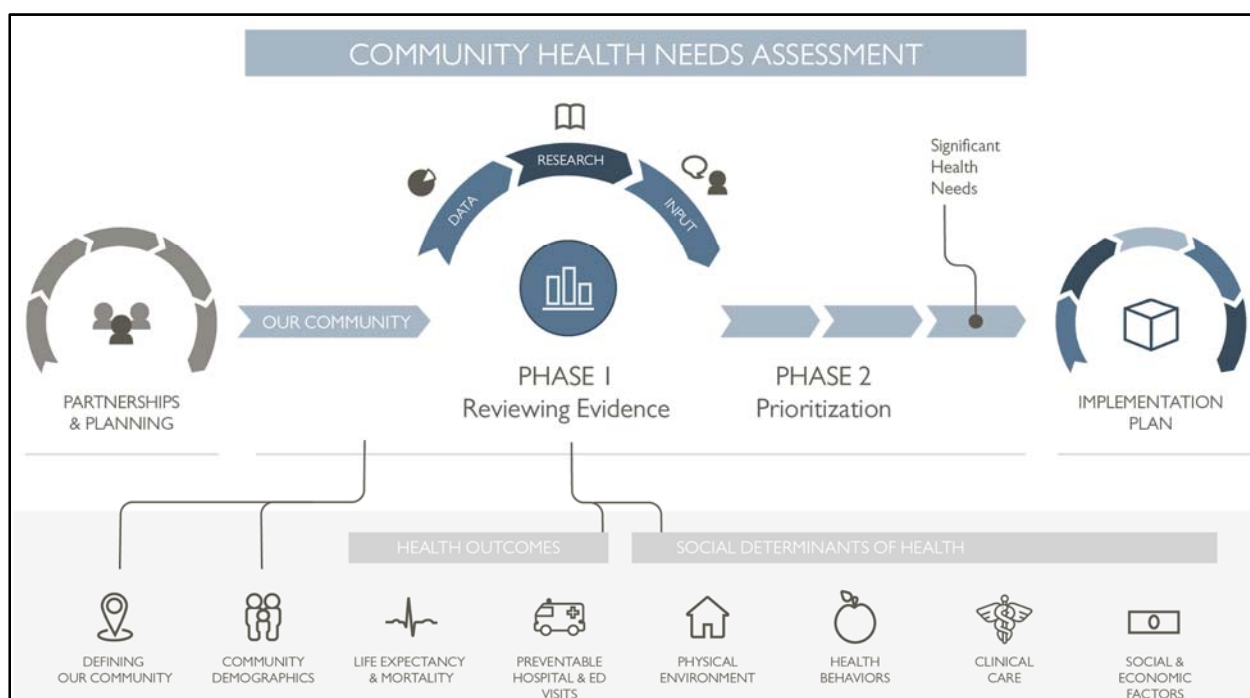 COMMUNITY HEALTH NEEDS ASSESSMENT
DATA
RESEARCH
INPUT
Significant
Health
Needs
OUR COMMUNITY
PARTNERSHIPS
& PLANNING
PHASE I
Reviewing Evidence
PHASE 2
Prioritization
IMPLEMENTATION
PLAN
HEALTH OUTCOMES
SOCIAL DETERMINANTS OF HEALTH
DEFINING
OUR COMMUNITY
COMMUNITY
DEMOGRAPHICS
LIFE EXPECTANCY
& MORTALITY
PREVENTABLE
HOSPITAL & ED
VISITS
PHYSICAL
ENVIRONMENT
HEALTH
BEHAVIORS
CLINICAL
CARE
SOCIAL &
ECONOMIC
FACTORS